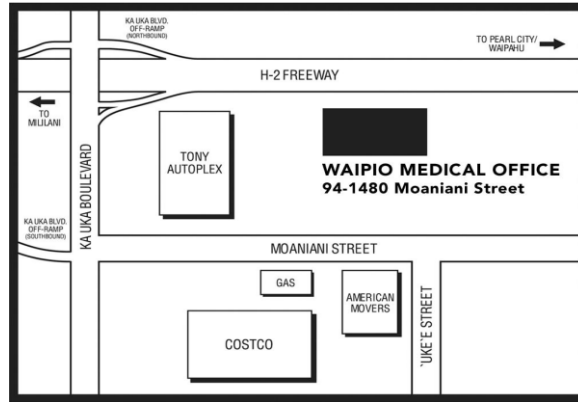 KA UKA BLVD.
OFF-RAMP
(NORTHBOUND)
TO PEARL CITY/
WAIPAHU
H-2 FREEWAY
TO
MILILANI
TONY
AUTOPLEX
WAIPIO MEDICAL OFFICE
94-1480 Moaniani Street
KA UKA BOULEVARD
KA UKA BLVD.
OFF-RAMP
(SOUTHBOUND)
MOANIANI STREET
GAS
AMERICAN
MOVERS
COSTCO
'UKE'E STREET